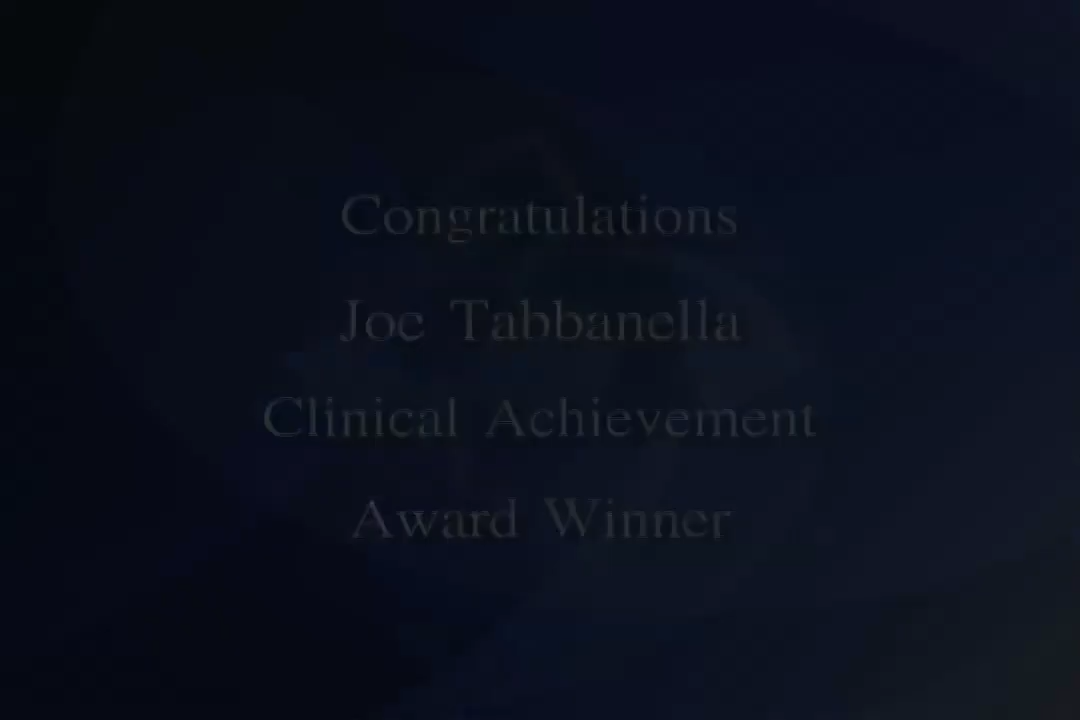 Congratulations
Joe Tabbanella
Clinical Achievement
Award Winner